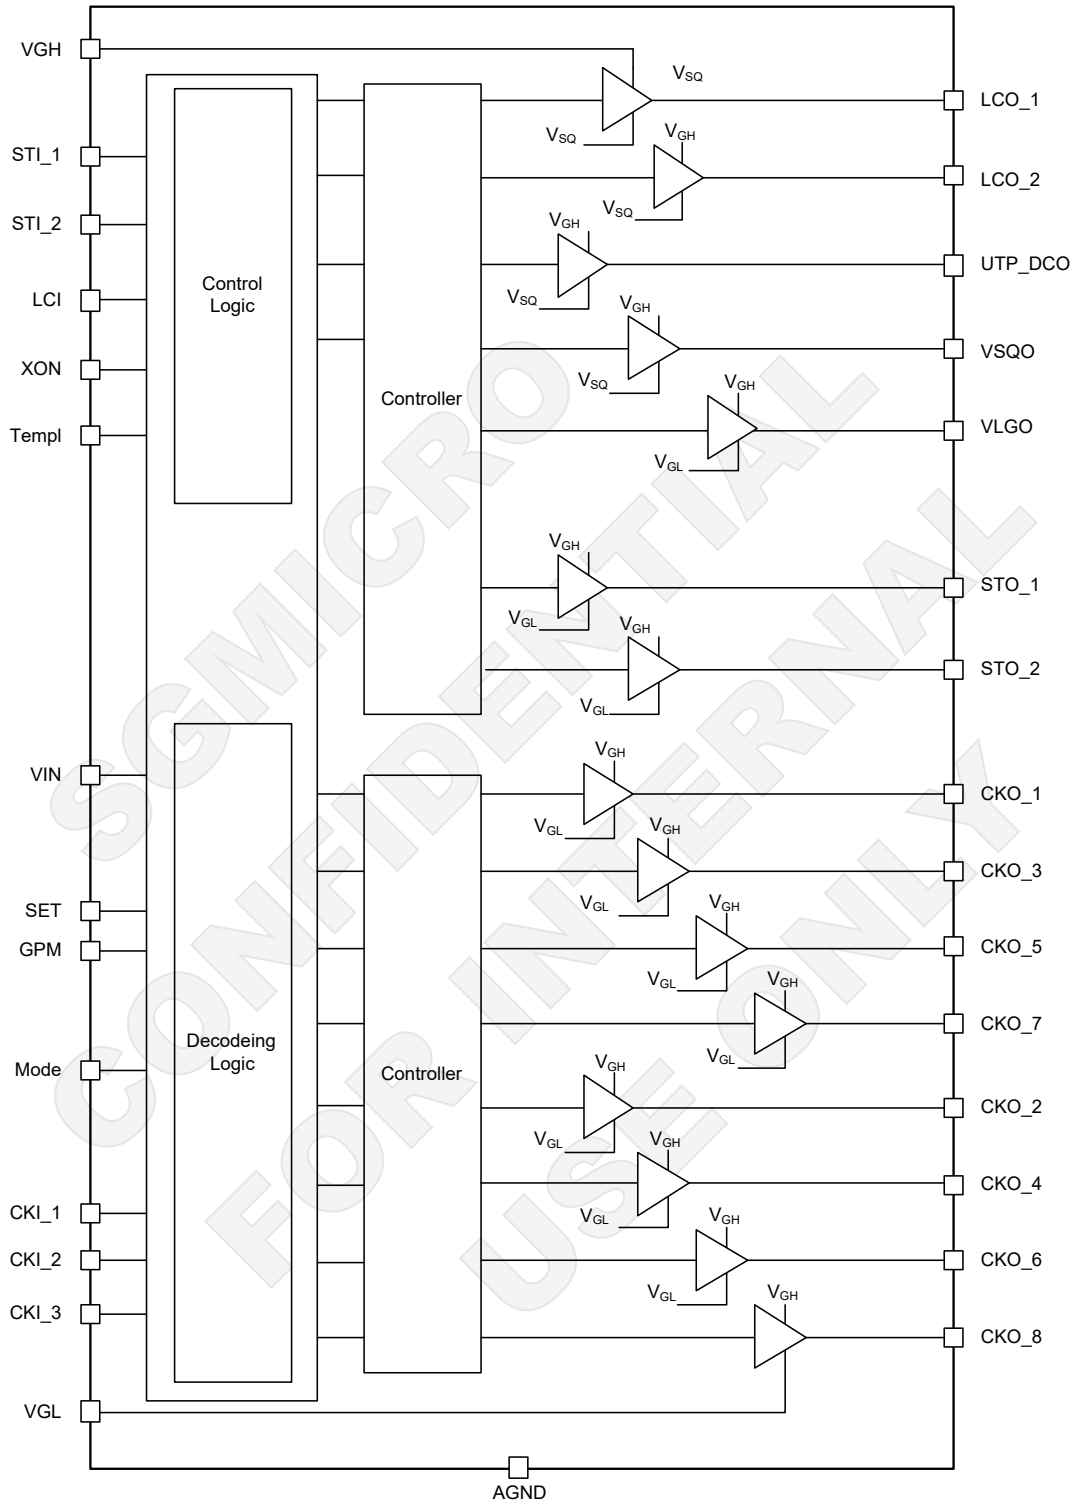 VGH
VSQ
LCO_1
VSQ
STI_1
VGH
LCO_2
VSQ
STI_2
VGH
UTP_DCO
Control
Logic
LCI
VSQ
VGH
VSQO
XON
VSQ
VGH
Controller
Templ
VLGO
VGL
VGH
STO_1
VGL
VGH
STO_2
VGL
VGH
VIN
CKO_1
VGL
VGH
CKO_3
VGL
SET
VGH
GPM
CKO_5
VGL
VGH
CKO_7
Decodeing
Logic
VGL
VGH
Mode
Controller
CKO_2
VGL
VGH
CKO_4
CKI_1
VGL
VGH
CKI_2
CKO_6
VGL
VGH
CKI_3
CKO_8
VGL
AGND
SGMICRO
CONFIDENTIAL
FOR INTERNAL
USE ONLY